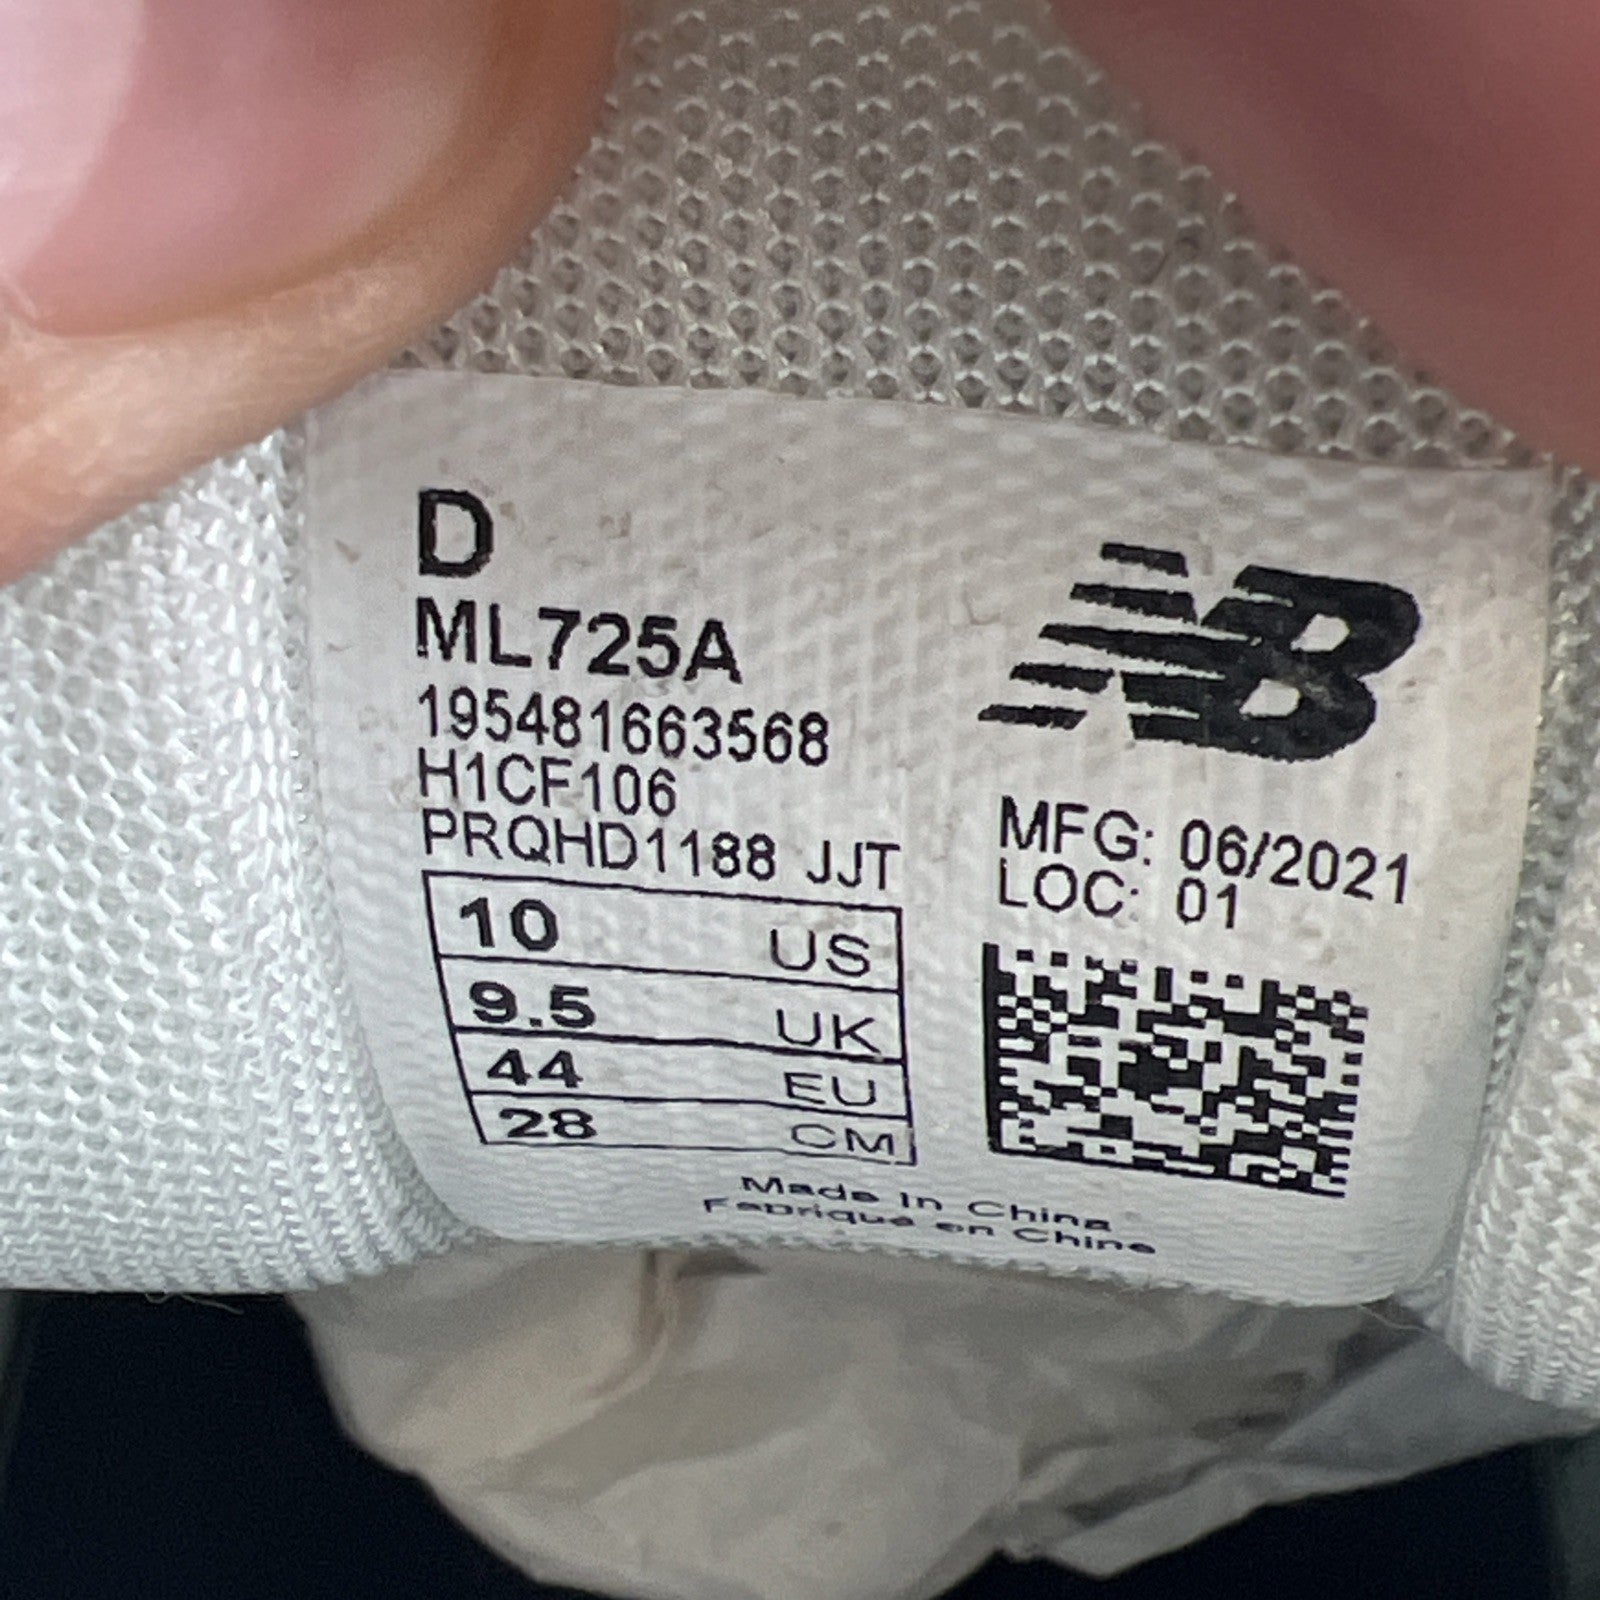 D
ML725A
195481663568
H1CF106
PRQHD1188 JJT
10 US
9.5 UK
44 EU
28 CM
NB
MFG: 06/2021
LOC: 01
Made In China
Fabriqué en Chine